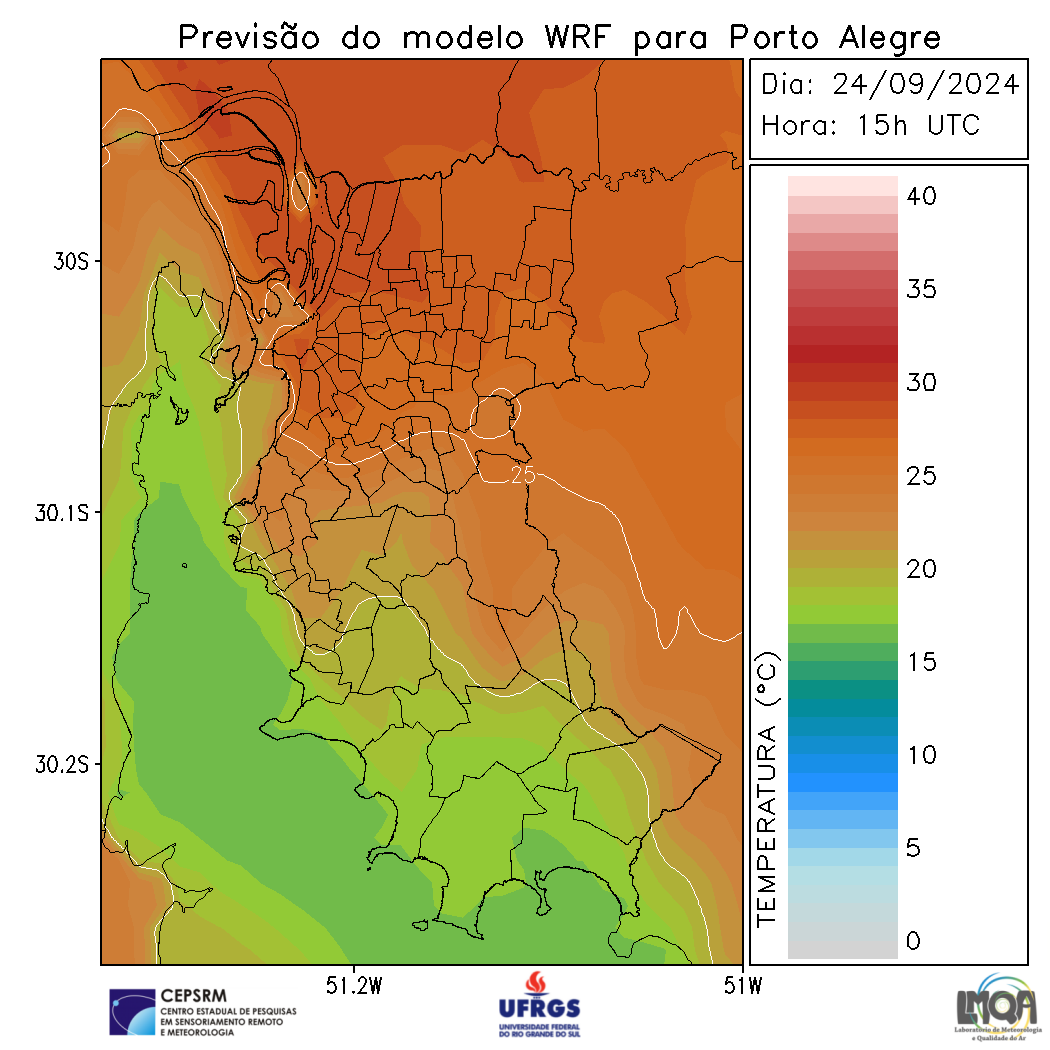 Previsão do modelo WRF para Porto Alegre
Dia: 24/09/2024
Hora: 15h UTC
30S
30.1S
30.2S
51.2W
51W
25
TEMPERATURA (°C)
40
35
30
25
20
15
10
5
0
CEPSRM
CENTRO ESTADUAL DE PESQUISAS
EM SENSORIAMENTO REMOTO
E METEOROLOGIA
UFRGS
UNIVERSIDADE FEDERAL
DO RIO GRANDE DO SUL
LMQA
Laboratório de Meteorologia
e Qualidade do Ar